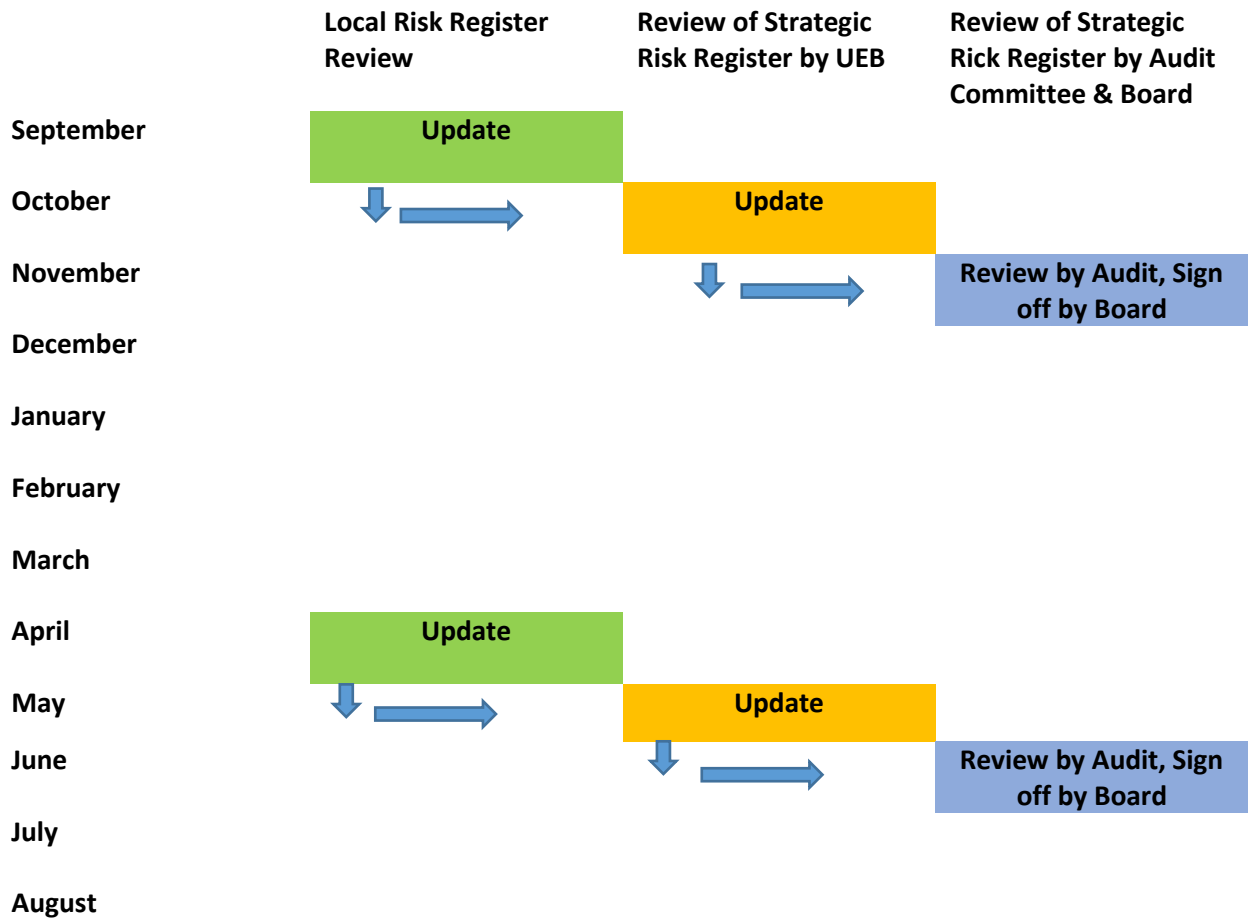 Local Risk Register
Review
Review of Strategic
Risk Register by UEB
Review of Strategic
Rick Register by Audit
Committee & Board
September
Update
October
Update
November
Review by Audit, Sign
off by Board
December
January
February
March
April
Update
May
Update
June
Review by Audit, Sign
off by Board
July
August